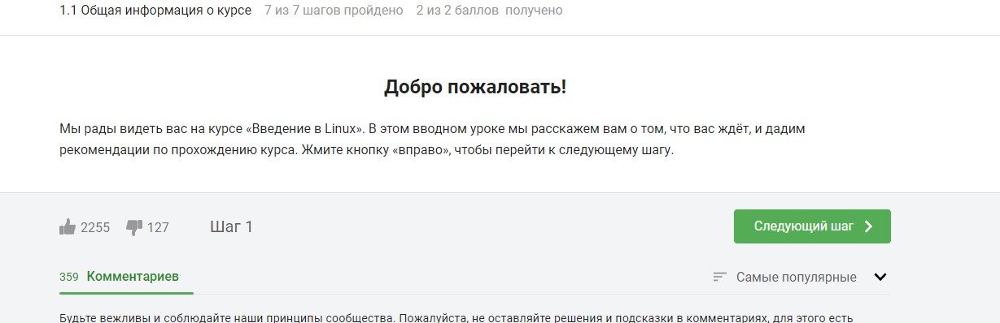 1.1 Общая информация о курсе 7 из 7 шагов пройдено 2 из 2 баллов получено
Добро пожаловать!
Мы рады видеть вас на курсе «Введение в Linux». В этом вводном уроке мы расскажем вам о том, что вас ждёт, и дадим
рекомендации по прохождению курса. Жмите кнопку «вправо», чтобы перейти к следующему шагу.
2255 127 Шаг 1 Следующий шаг
359 Комментариев Самые популярные
Будьте вежливы и соблюдайте наши принципы сообщества. Пожалуйста, не оставляйте решения и подсказки в комментариях, для этого есть